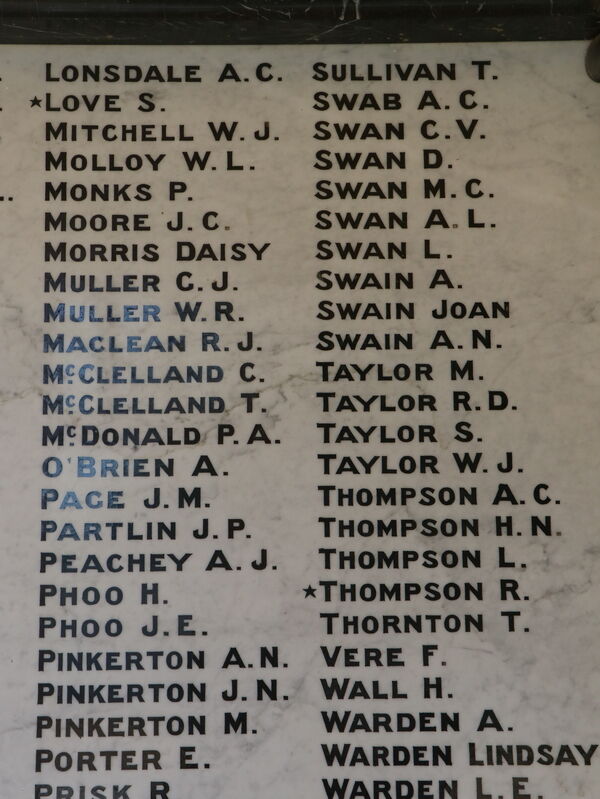 LONSDALE A.C.
★LOVE S.
MITCHELL W.J.
MOLLOY W.L.
MONKS P.
MOORE J.C.
MORRIS DAISY
MULLER C.J.
MULLER W.R.
MACLEAN R.J.
McCLELLAND C.
McCLELLAND T.
McDONALD P.A.
O'BRIEN A.
PACE J.M.
PARTLIN J.P.
PEACHEY A.J.
PHOO H.
PHOO J.E.
PINKERTON A.N.
PINKERTON J.N.
PINKERTON M.
PORTER E.
PRISK R
SULLIVAN T.
SWAB A.C.
SWAN C.V.
SWAN D.
SWAN M.C.
SWAN A.L.
SWAN L.
SWAIN A.
SWAIN JOAN
SWAIN A.N.
TAYLOR M.
TAYLOR R.D.
TAYLOR S.
TAYLOR W.J.
THOMPSON A.C.
THOMPSON H.N.
THOMPSON L.
★THOMPSON R.
THORNTON T.
VERE F.
WALL H.
WARDEN A.
WARDEN LINDSAY
WARDEN L.E.